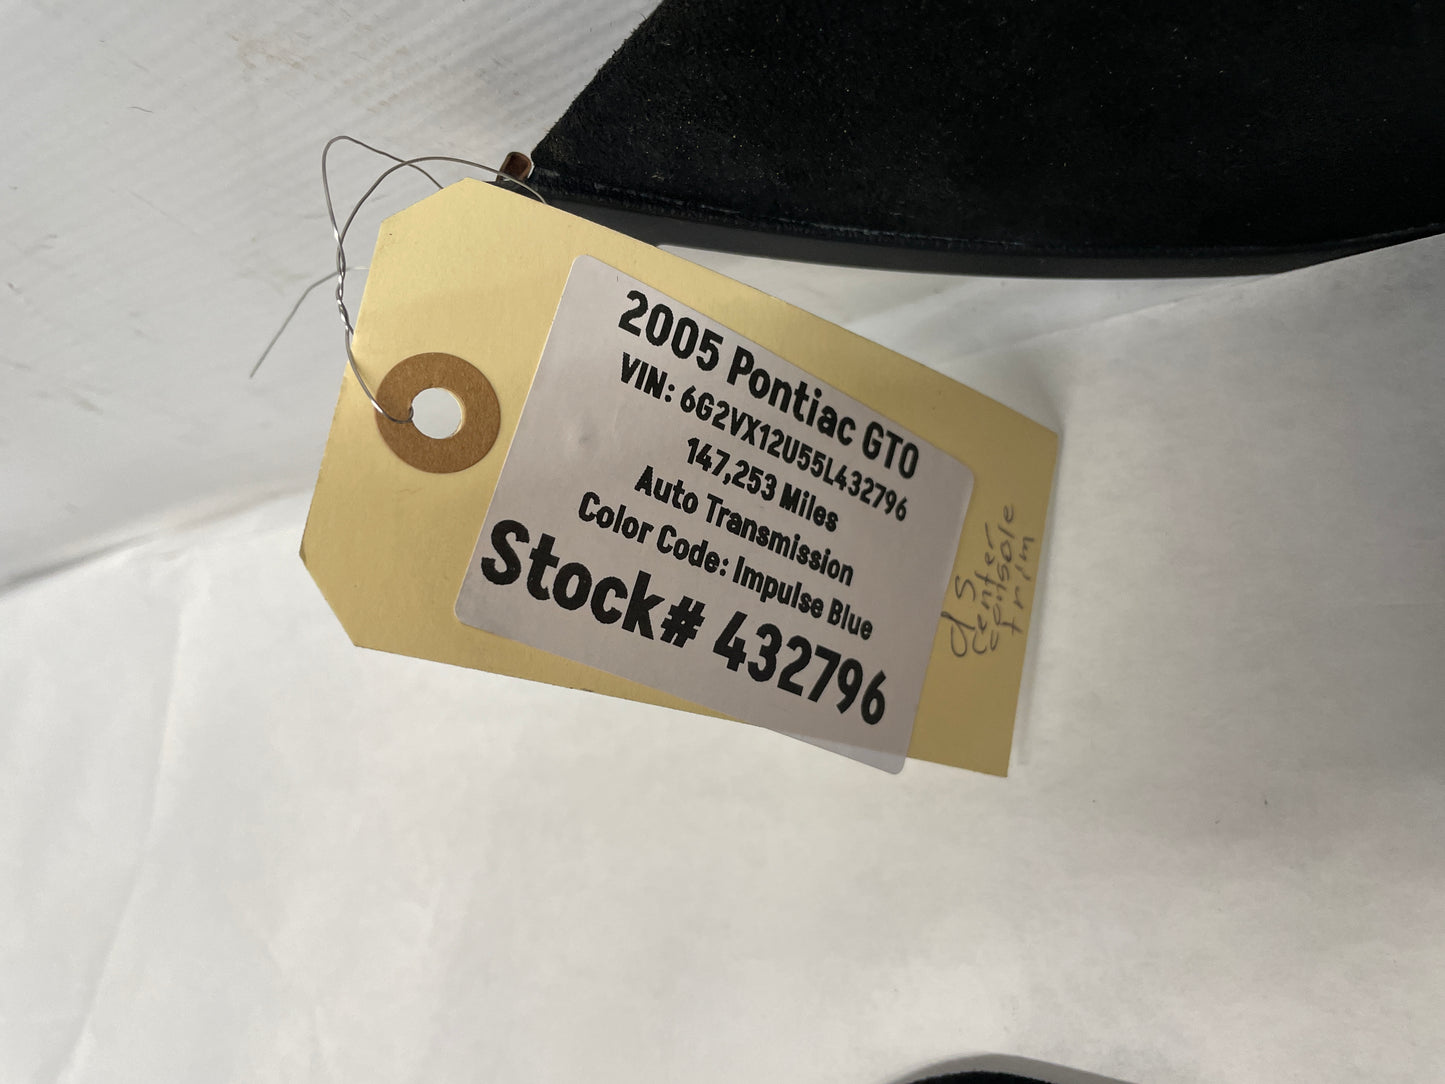 2005 Pontiac GTO
VIN: 6G2VX12U55L432796
147,253 Miles
Auto Transmission
Color Code: Impulse Blue
Stock# 432796
ds
center
console
trim